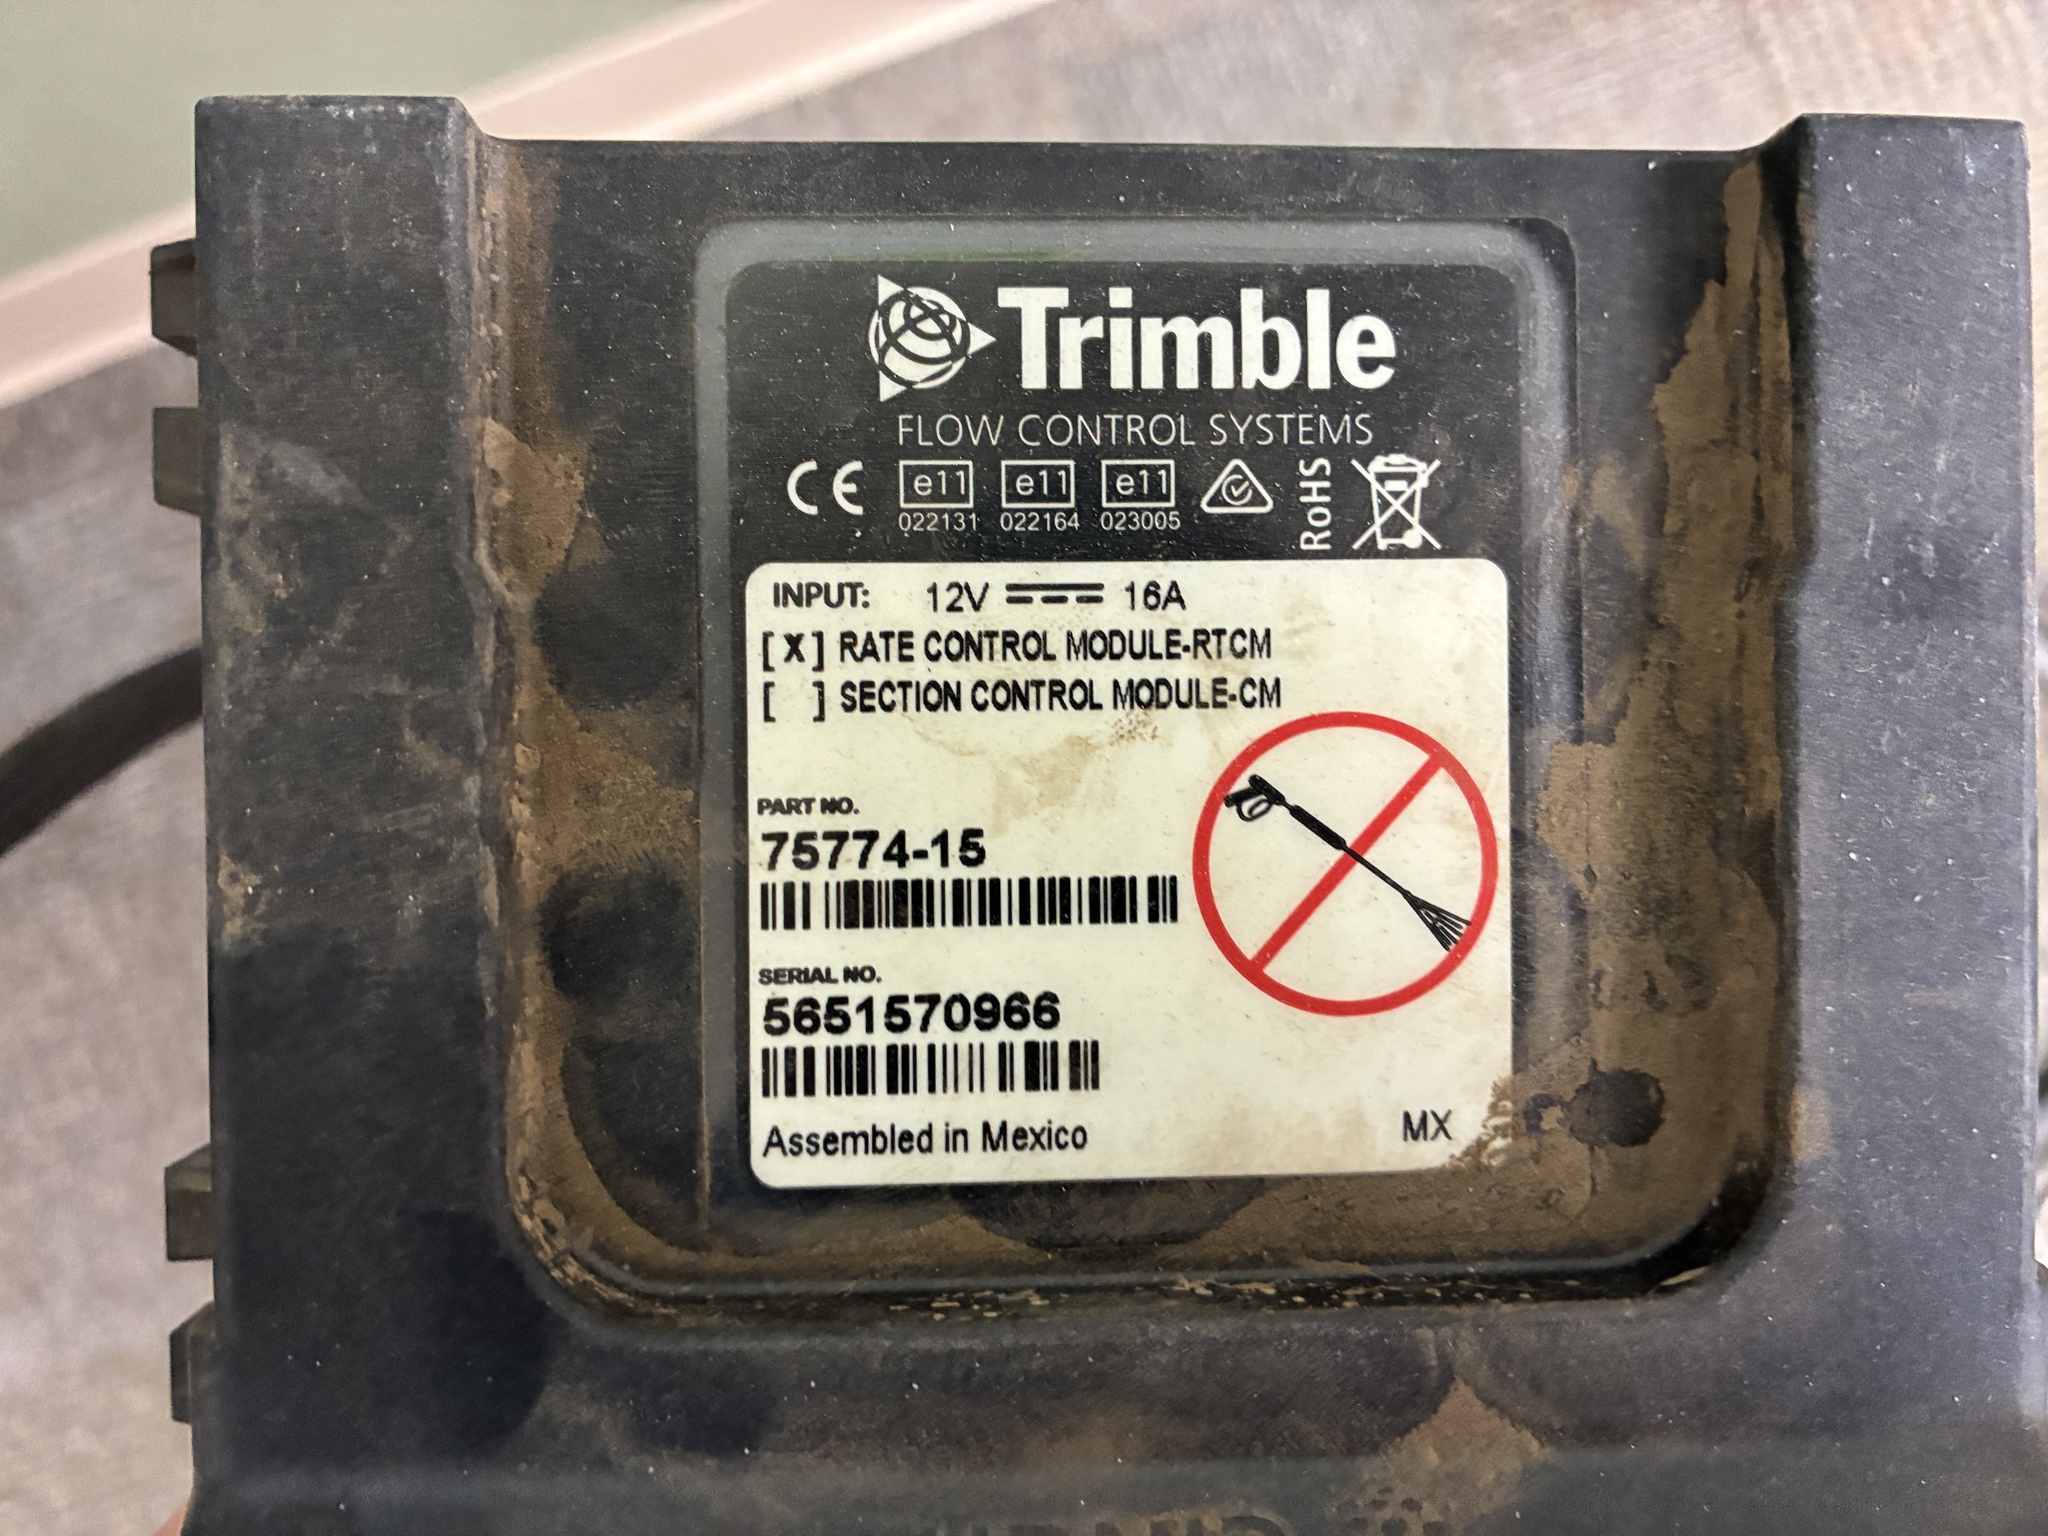 Trimble
FLOW CONTROL SYSTEMS
CE e11 e11 e11 RoHS
022131 022164 023005
INPUT: 12V 16A
[X] RATE CONTROL MODULE-RTCM
[ ] SECTION CONTROL MODULE-CM
PART NO.
75774-15
SERIAL NO.
5651570966
Assembled in Mexico MX